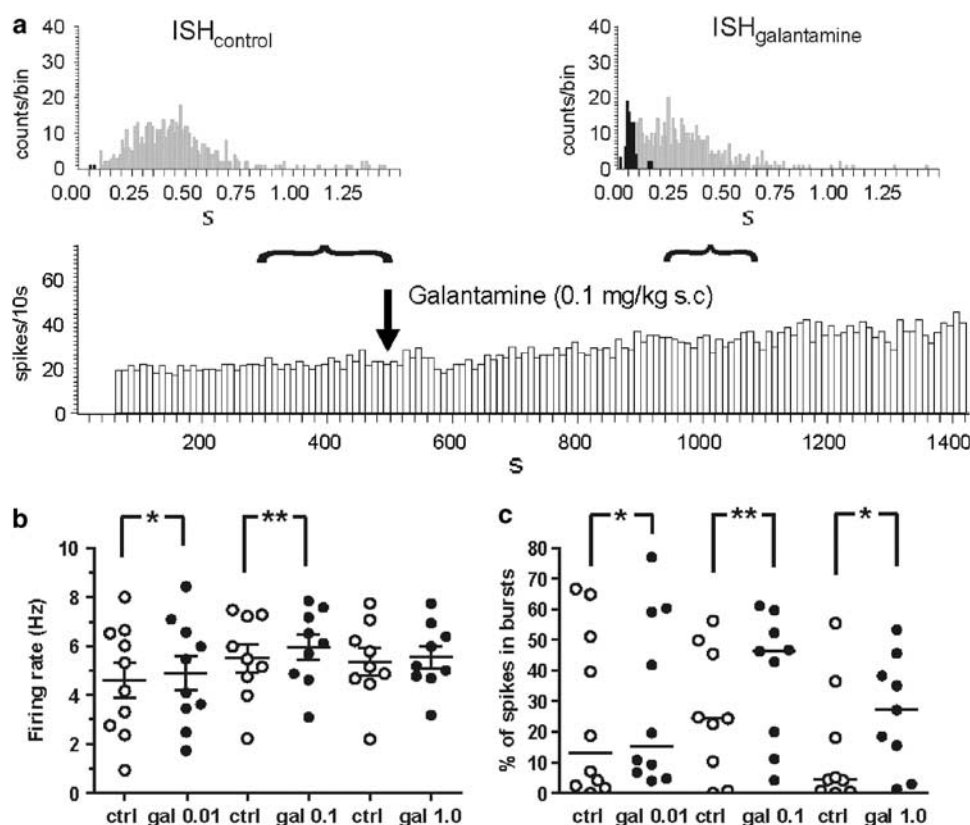 a
ISHcontrol
counts/bin
40
30
20
10
0
0.00 0.25 0.50 0.75 1.00 1.25
s
ISHgalantamine
counts/bin
40
30
20
10
0
0.00 0.25 0.50 0.75 1.00 1.25
s
spikes/10s
60
40
20
0
Galantamine (0.1 mg/kg s.c)
200 400 600 800 1000 1200 1400
s
b
Firing rate (Hz)
10
8
6
4
2
0
* **
ctrl gal 0.01 ctrl gal 0.1 ctrl gal 1.0
c
% of spikes in bursts
80
70
60
50
40
30
20
10
0
* ** *
ctrl gal 0.01 ctrl gal 0.1 ctrl gal 1.0